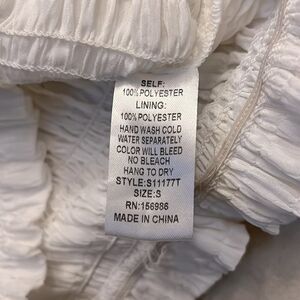 SELF:
100% POLYESTER
LINING:
100% POLYESTER
HAND WASH COLD
WATER SEPARATELY
COLOR WILL BLEED
NO BLEACH
HANG TO DRY
STYLE:S11177T
SIZE:S
RN:156986
MADE IN CHINA